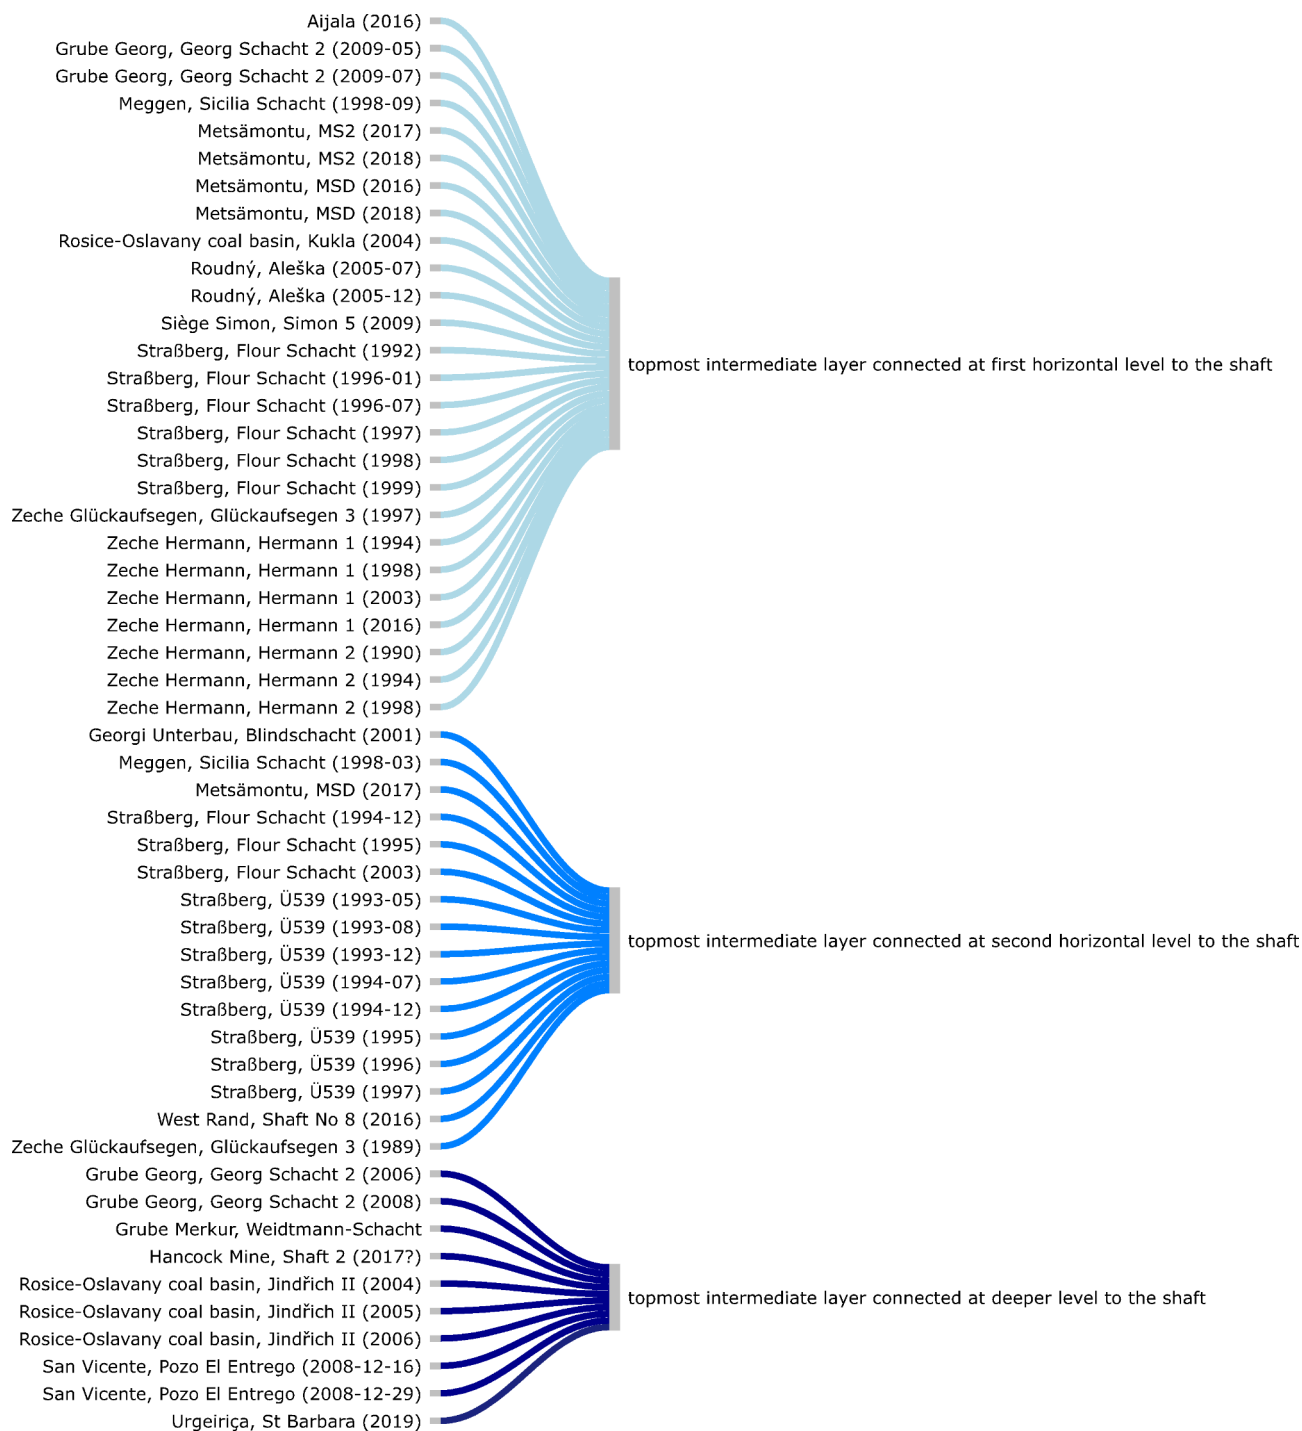 Aijala (2016)
Grube Georg, Georg Schacht 2 (2009-05)
Grube Georg, Georg Schacht 2 (2009-07)
Meggen, Sicilia Schacht (1998-09)
Metsämontu, MS2 (2017)
Metsämontu, MS2 (2018)
Metsämontu, MSD (2016)
Metsämontu, MSD (2018)
Rosice-Oslavany coal basin, Kukla (2004)
Roudný, Aleška (2005-07)
Roudný, Aleška (2005-12)
Siège Simon, Simon 5 (2009)
Straßberg, Flour Schacht (1992)
Straßberg, Flour Schacht (1996-01)
Straßberg, Flour Schacht (1996-07)
Straßberg, Flour Schacht (1997)
Straßberg, Flour Schacht (1998)
Straßberg, Flour Schacht (1999)
Zeche Glückaufsegen, Glückaufsegen 3 (1997)
Zeche Hermann, Hermann 1 (1994)
Zeche Hermann, Hermann 1 (1998)
Zeche Hermann, Hermann 1 (2003)
Zeche Hermann, Hermann 1 (2016)
Zeche Hermann, Hermann 2 (1990)
Zeche Hermann, Hermann 2 (1994)
Zeche Hermann, Hermann 2 (1998)
topmost intermediate layer connected at first horizontal level to the shaft
Georgi Unterbau, Blindschacht (2001)
Meggen, Sicilia Schacht (1998-03)
Metsämontu, MSD (2017)
Straßberg, Flour Schacht (1994-12)
Straßberg, Flour Schacht (1995)
Straßberg, Flour Schacht (2003)
Straßberg, Ü539 (1993-05)
Straßberg, Ü539 (1993-08)
Straßberg, Ü539 (1993-12)
Straßberg, Ü539 (1994-07)
Straßberg, Ü539 (1994-12)
Straßberg, Ü539 (1995)
Straßberg, Ü539 (1996)
Straßberg, Ü539 (1997)
West Rand, Shaft No 8 (2016)
Zeche Glückaufsegen, Glückaufsegen 3 (1989)
topmost intermediate layer connected at second horizontal level to the shaft
Grube Georg, Georg Schacht 2 (2006)
Grube Georg, Georg Schacht 2 (2008)
Grube Merkur, Weidtmann-Schacht
Hancock Mine, Shaft 2 (2017?)
Rosice-Oslavany coal basin, Jindřich II (2004)
Rosice-Oslavany coal basin, Jindřich II (2005)
Rosice-Oslavany coal basin, Jindřich II (2006)
San Vicente, Pozo El Entrego (2008-12-16)
San Vicente, Pozo El Entrego (2008-12-29)
Urgeiriça, St Barbara (2019)
topmost intermediate layer connected at deeper level to the shaft